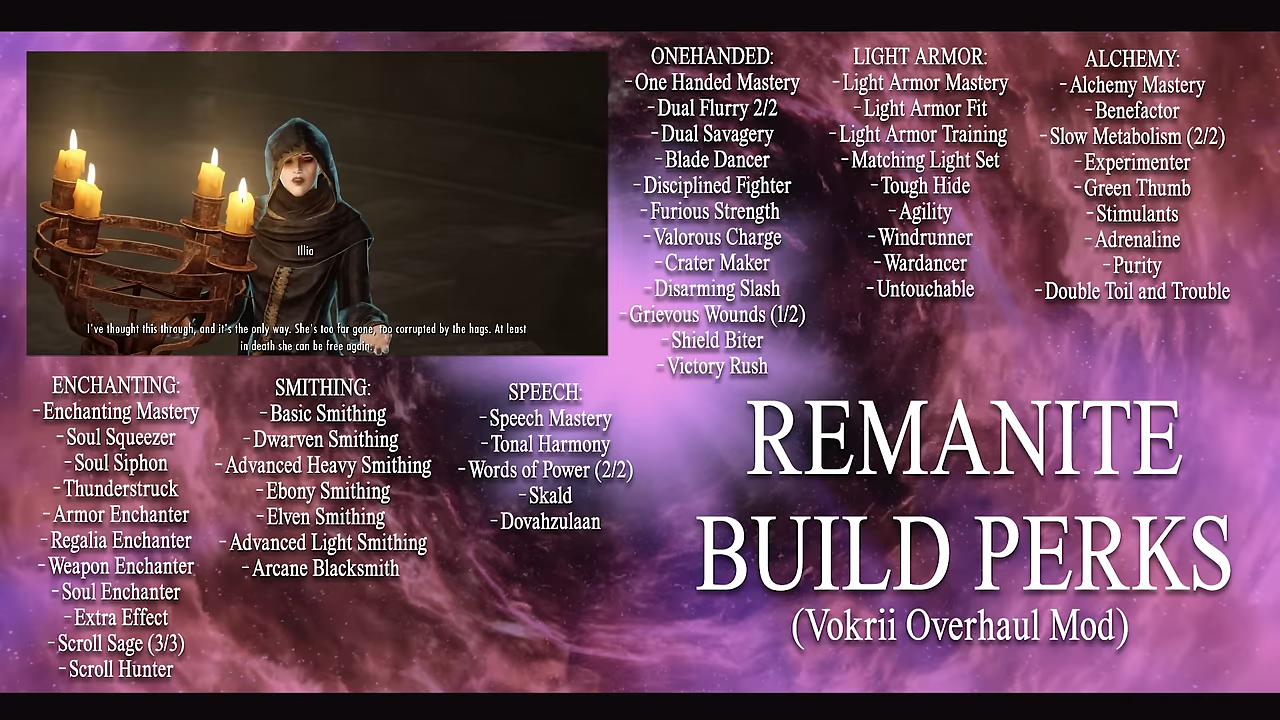 Illia
I've thought this through, and it's the only way. She's too far gone, too corrupted by the hags. At least
in death she can be free again.
ONEHANDED:
-One Handed Mastery
-Dual Flurry 2/2
-Dual Savagery
-Blade Dancer
-Disciplined Fighter
-Furious Strength
-Valorous Charge
-Crater Maker
-Disarming Slash
-Grievous Wounds (1/2)
-Shield Biter
-Victory Rush
LIGHT ARMOR:
-Light Armor Mastery
-Light Armor Fit
-Light Armor Training
-Matching Light Set
-Tough Hide
-Agility
-Windrunner
-Wardancer
-Untouchable
ALCHEMY:
-Alchemy Mastery
-Benefactor
-Slow Metabolism (2/2)
-Experimenter
-Green Thumb
-Stimulants
-Adrenaline
-Purity
-Double Toil and Trouble
ENCHANTING:
-Enchanting Mastery
-Soul Squeezer
-Soul Siphon
-Thunderstruck
-Armor Enchanter
-Regalia Enchanter
-Weapon Enchanter
-Soul Enchanter
-Extra Effect
-Scroll Sage (3/3)
-Scroll Hunter
SMITHING:
-Basic Smithing
-Dwarven Smithing
-Advanced Heavy Smithing
-Ebony Smithing
-Elven Smithing
-Advanced Light Smithing
-Arcane Blacksmith
SPEECH:
-Speech Mastery
-Tonal Harmony
-Words of Power (2/2)
-Skald
-Dovahzulaan
REMANITE
BUILD PERKS
(Vokrii Overhaul Mod)